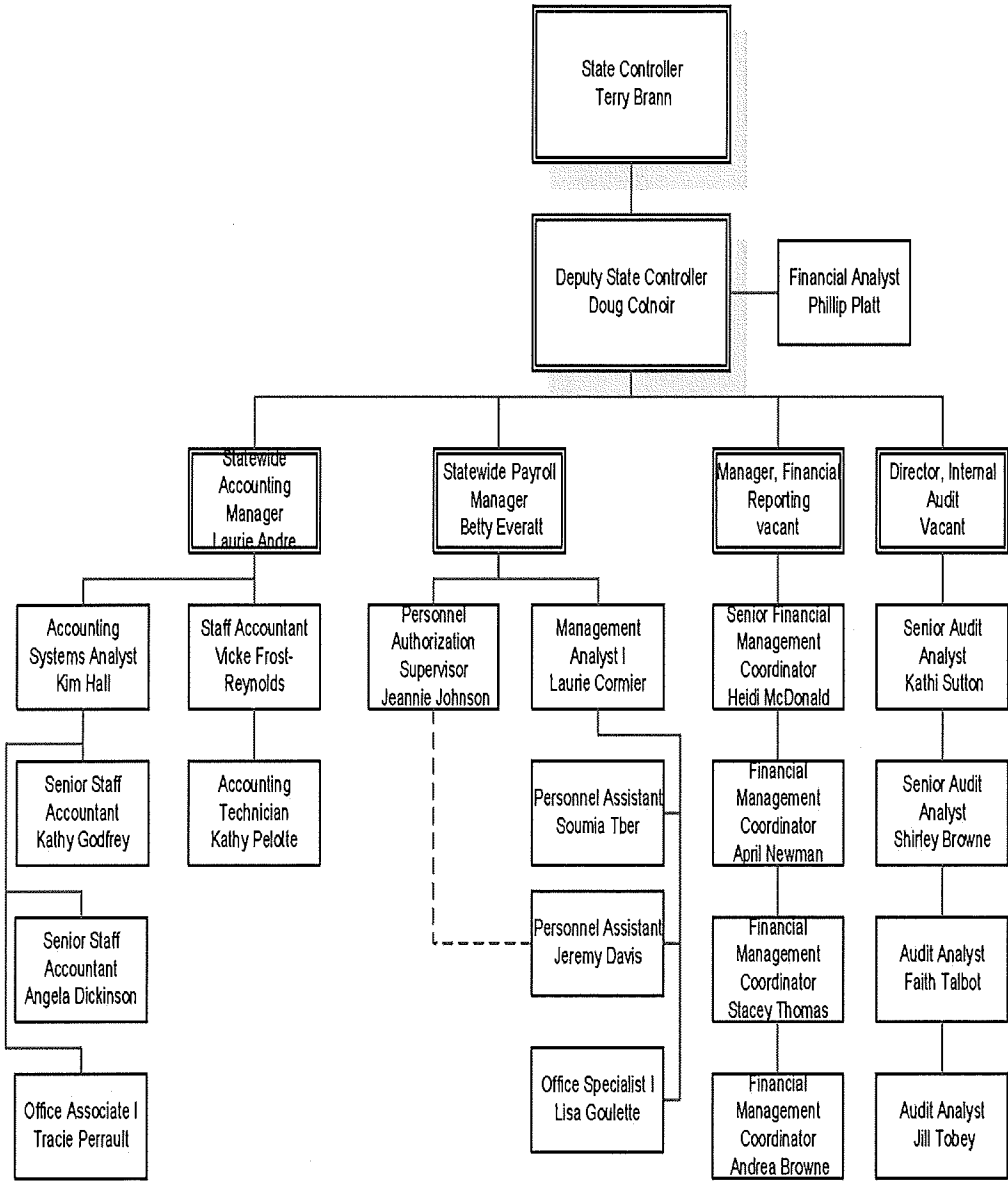 State Controller
Terry Brann
Deputy State Controller
Doug Cotnoir
Financial Analyst
Phillip Platt
Statewide
Accounting
Manager
Laurie Andre
Statewide Payroll
Manager
Betty Everatt
Manager, Financial
Reporting
vacant
Director, Internal
Audit
Vacant
Accounting
Systems Analyst
Kim Hall
Staff Accountant
Vicke Frost-
Reynolds
Personnel
Authorization
Supervisor
Jeannie Johnson
Management
Analyst I
Laurie Cormier
Senior Financial
Management
Coordinator
Heidi McDonald
Senior Audit
Analyst
Kathi Sutton
Senior Staff
Accountant
Kathy Godfrey
Accounting
Technician
Kathy Pelotte
Personnel Assistant
Soumia Tber
Financial
Management
Coordinator
April Newman
Senior Audit
Analyst
Shirley Browne
Senior Staff
Accountant
Angela Dickinson
Personnel Assistant
Jeremy Davis
Financial
Management
Coordinator
Stacey Thomas
Audit Analyst
Faith Talbot
Office Associate I
Tracie Perrault
Office Specialist I
Lisa Goulette
Financial
Management
Coordinator
Andrea Browne
Audit Analyst
Jill Tobey